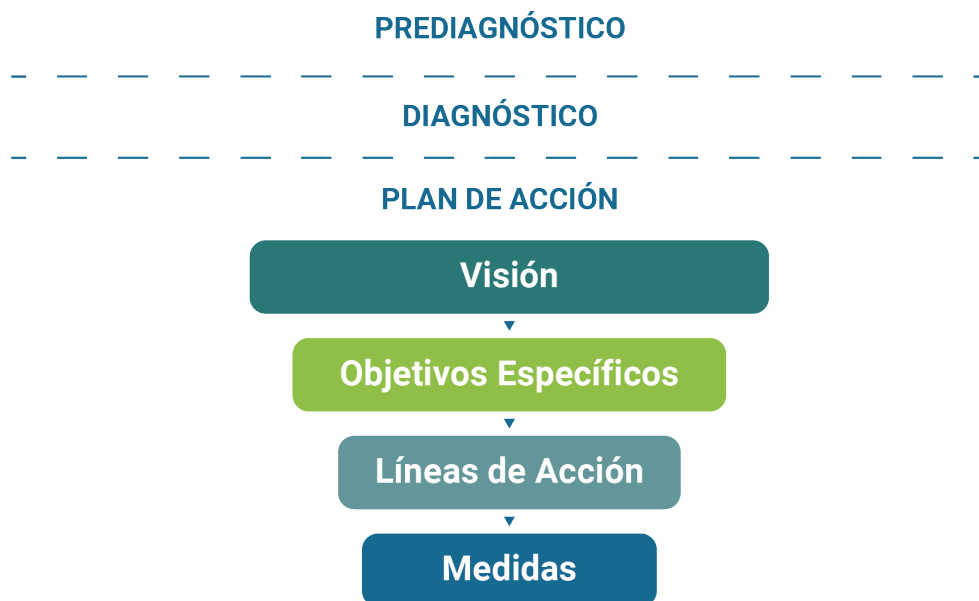 PREDIAGNÓSTICO
DIAGNÓSTICO
PLAN DE ACCIÓN
Visión
Objetivos Específicos
Líneas de Acción
Medidas